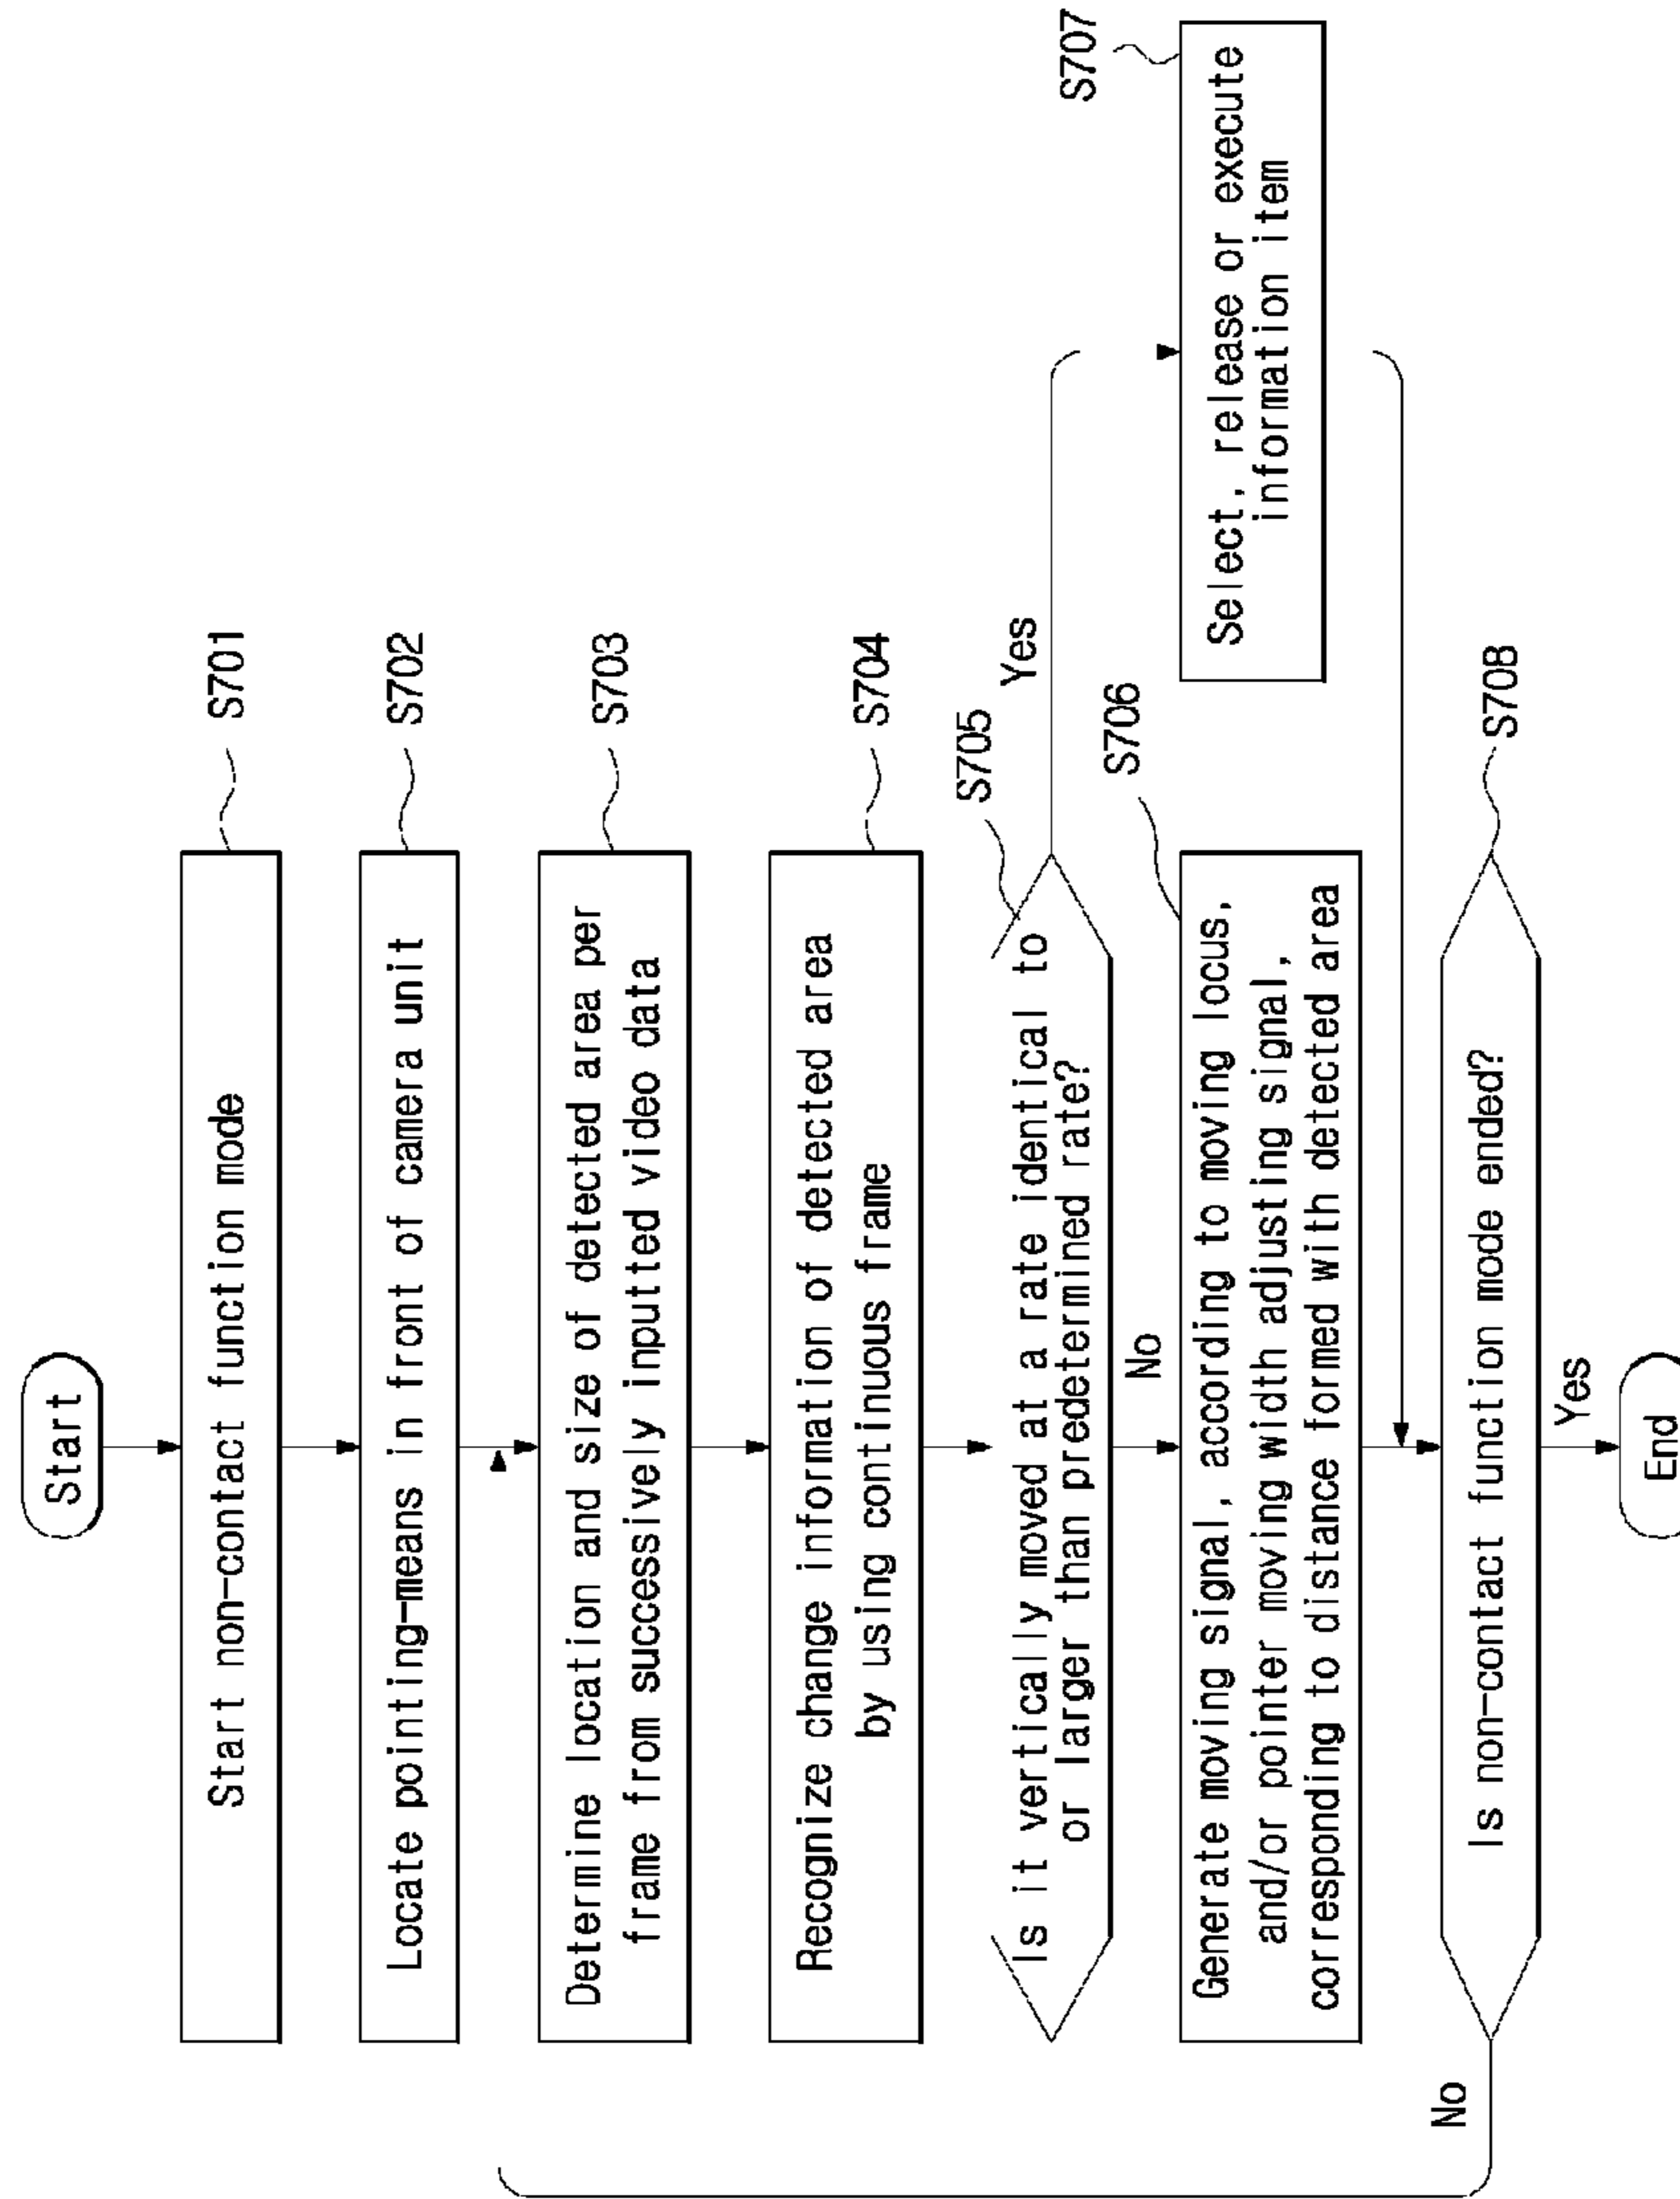 Start
Start non-contact function mode
S701
Locate pointing-means in front of camera unit
S702
Determine location and size of detected area per
frame from successively inputted video data
S703
Recognize change information of detected area
by using continuous frame
S704
Is it vertically moved at a rate identical to
or larger than predetermined rate?
S705
Yes
No
Generate moving signal, according to moving locus,
and/or pointer moving width adjusting signal,
corresponding to distance formed with detected area
S706
Select, release or execute
information item
S707
Is non-contact function mode ended?
S708
No
Yes
End